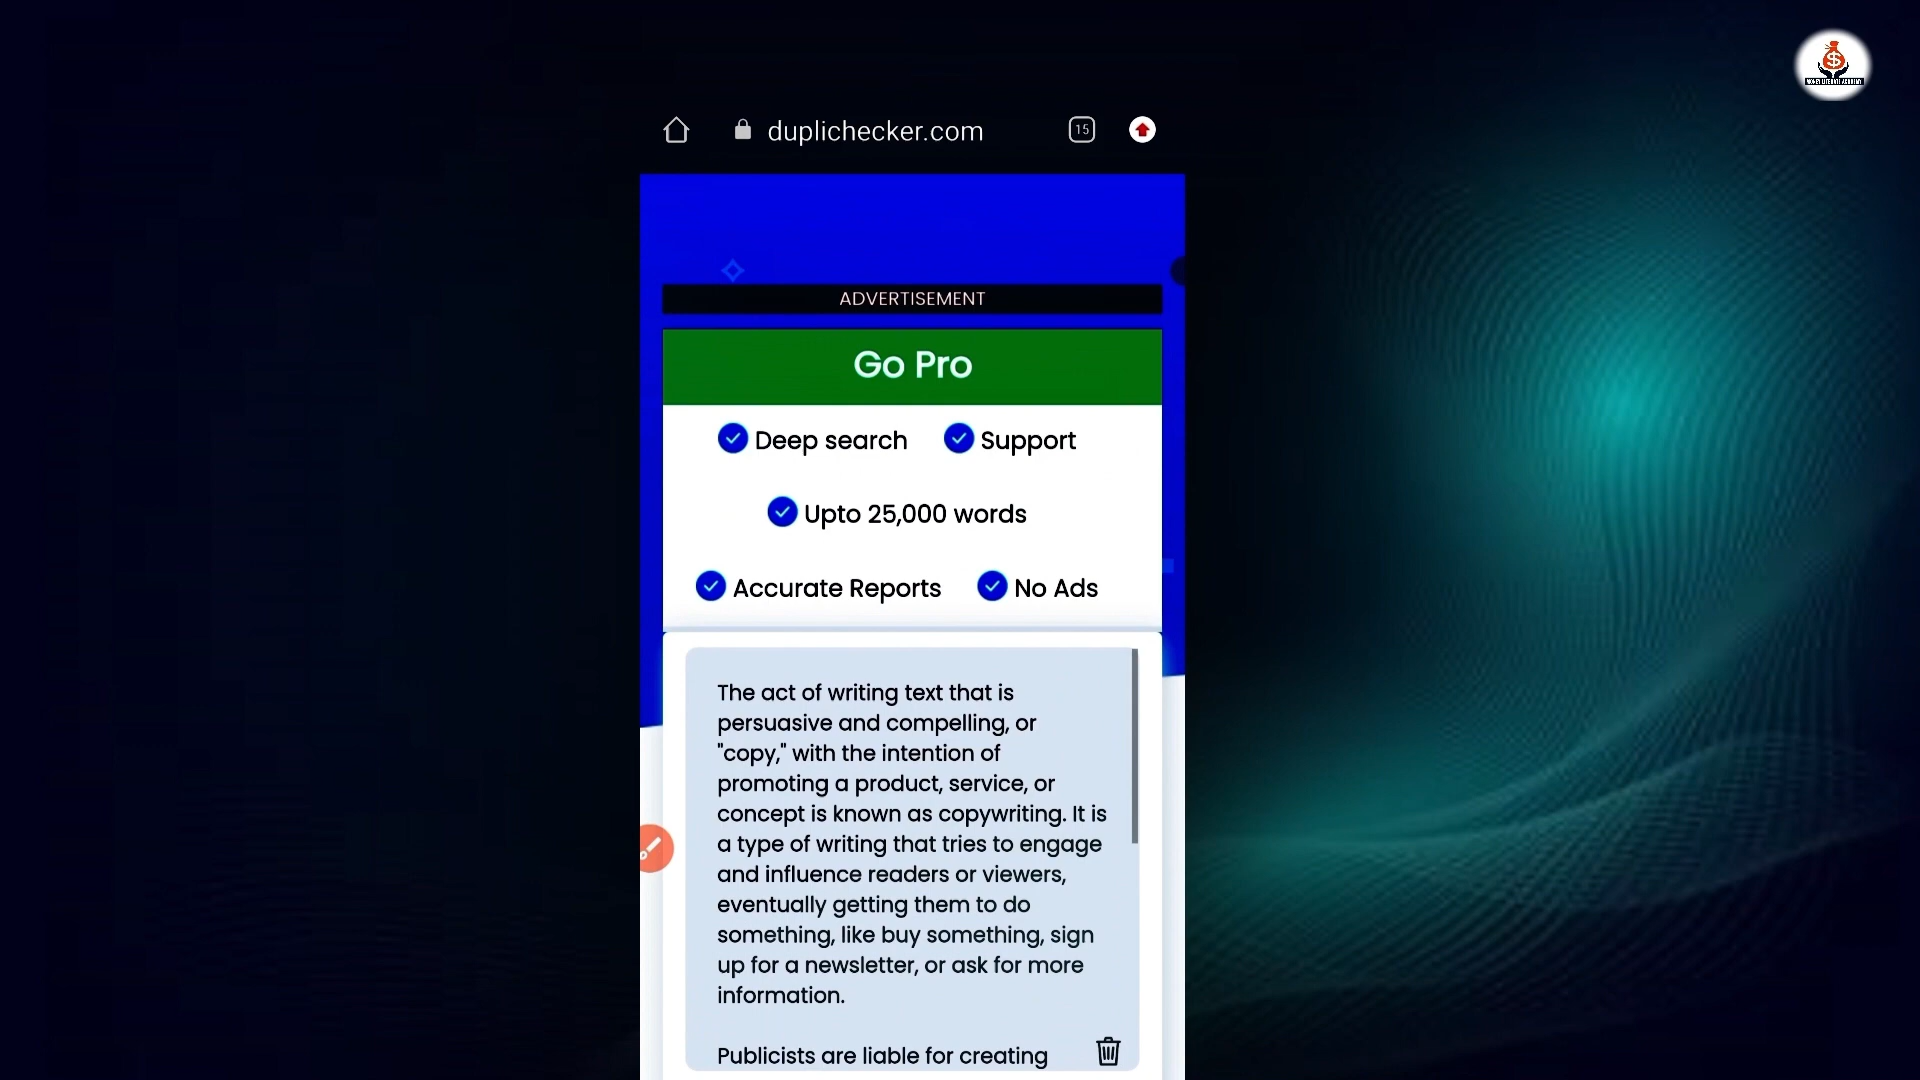 duplichecker.com
15
MONEY LITERATE ACADEMY
ADVERTISEMENT
Go Pro
Deep search
Support
Upto 25,000 words
Accurate Reports
No Ads
The act of writing text that is
persuasive and compelling, or
"copy," with the intention of
promoting a product, service, or
concept is known as copywriting. It is
a type of writing that tries to engage
and influence readers or viewers,
eventually getting them to do
something, like buy something, sign
up for a newsletter, or ask for more
information.
Publicists are liable for creating